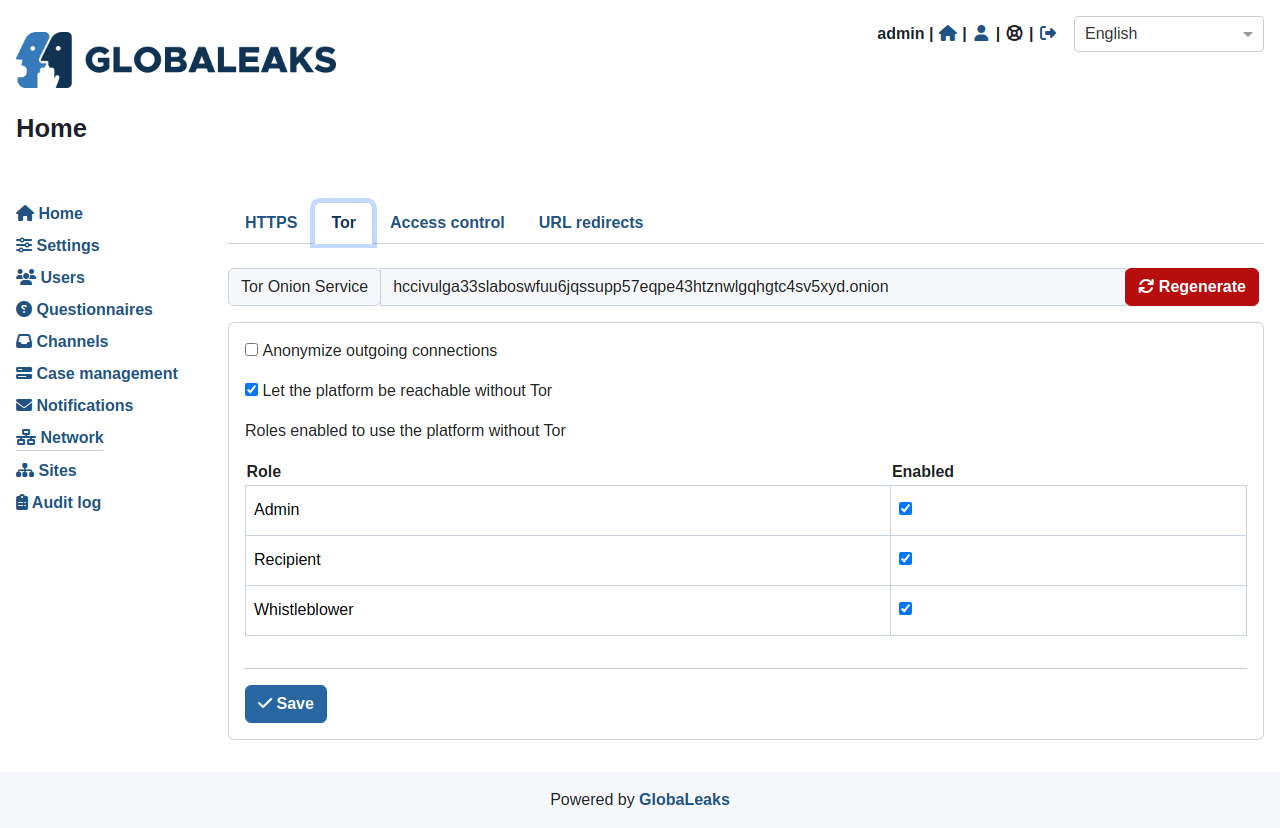 admin | | | | English
GLOBALEAKS
Home
Home
Settings
Users
Questionnaires
Channels
Case management
Notifications
Network
Sites
Audit log
HTTPS Tor Access control URL redirects
Tor Onion Service hccivulga33slaboswfuu6jqssupp57eqpe43htznwlgqhgtc4sv5xyd.onion Regenerate
Anonymize outgoing connections
Let the platform be reachable without Tor
Roles enabled to use the platform without Tor
Role Enabled
Admin
Recipient
Whistleblower
Save
Powered by GlobaLeaks